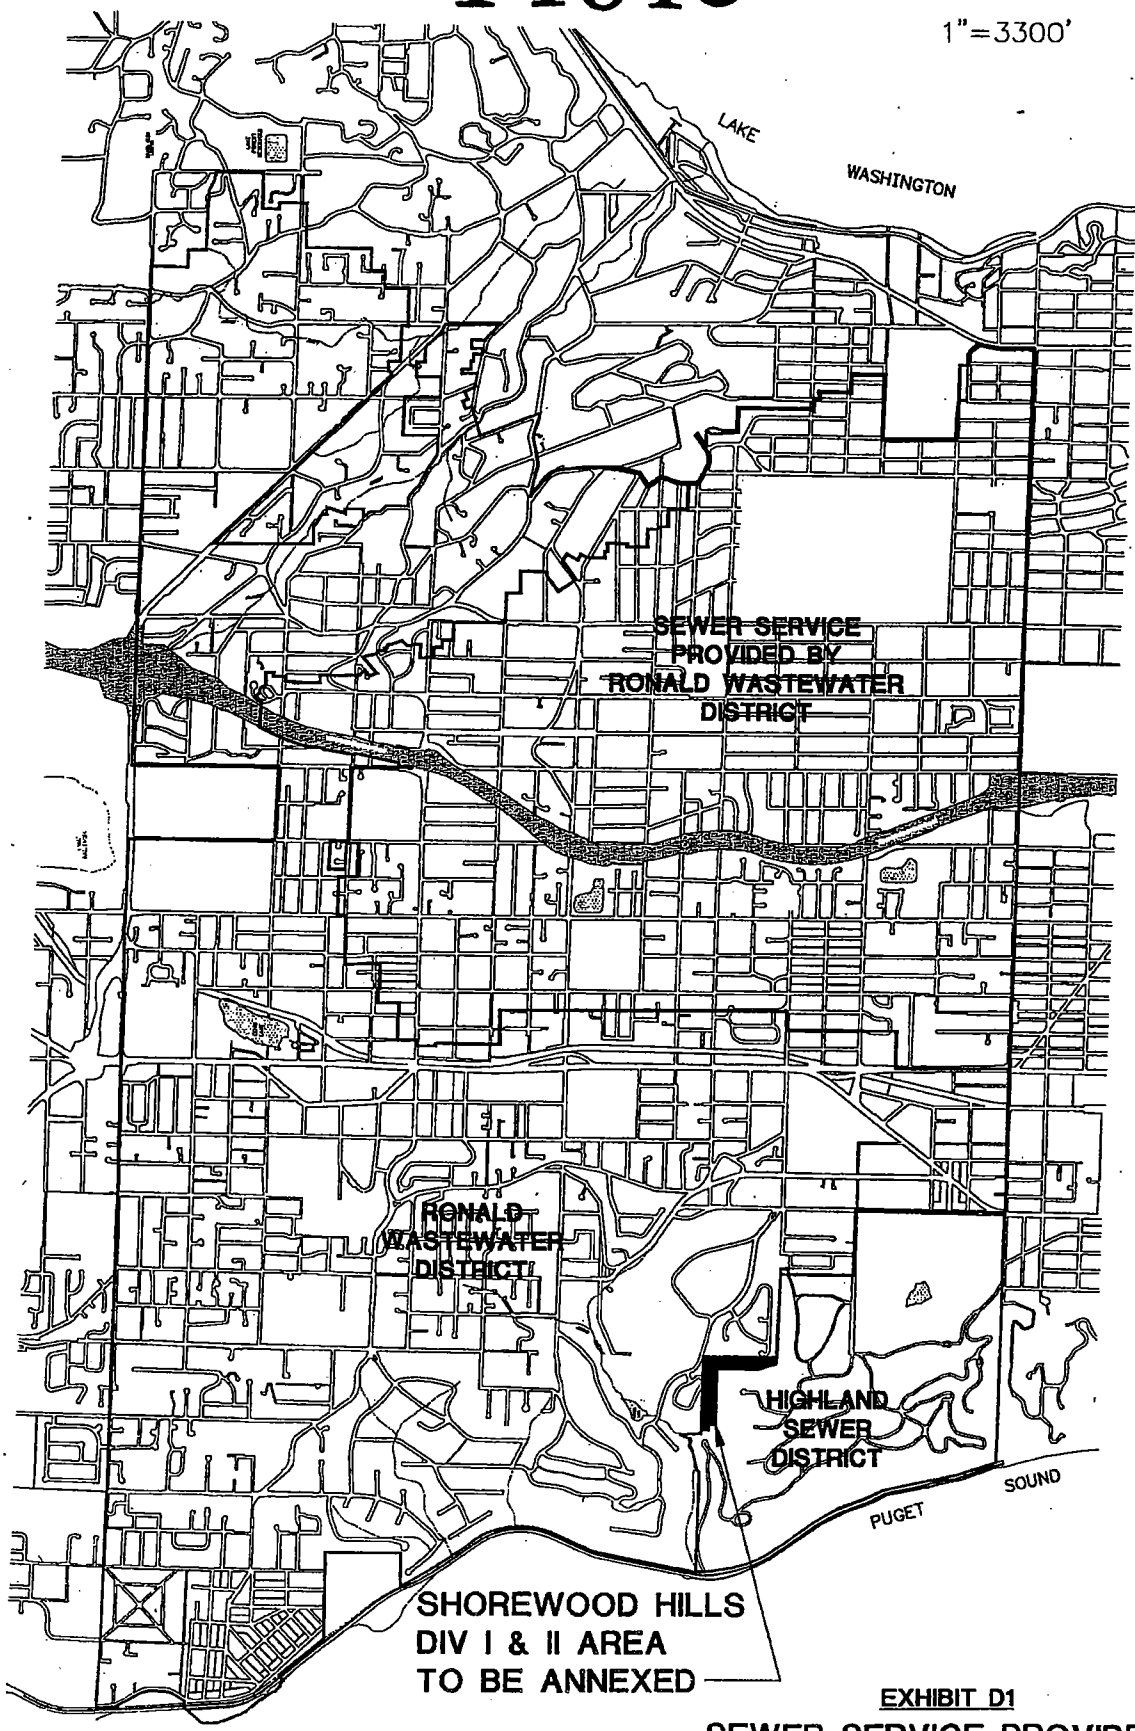 1"=3300'
LAKE
WASHINGTON
SEWER SERVICE
PROVIDED BY
RONALD WASTEWATER
DISTRICT
RONALD
WASTEWATER
DISTRICT
HIGHLAND
SEWER
DISTRICT
PUGET
SOUND
SHOREWOOD HILLS
DIV I & II AREA
TO BE ANNEXED
EXHIBIT D1